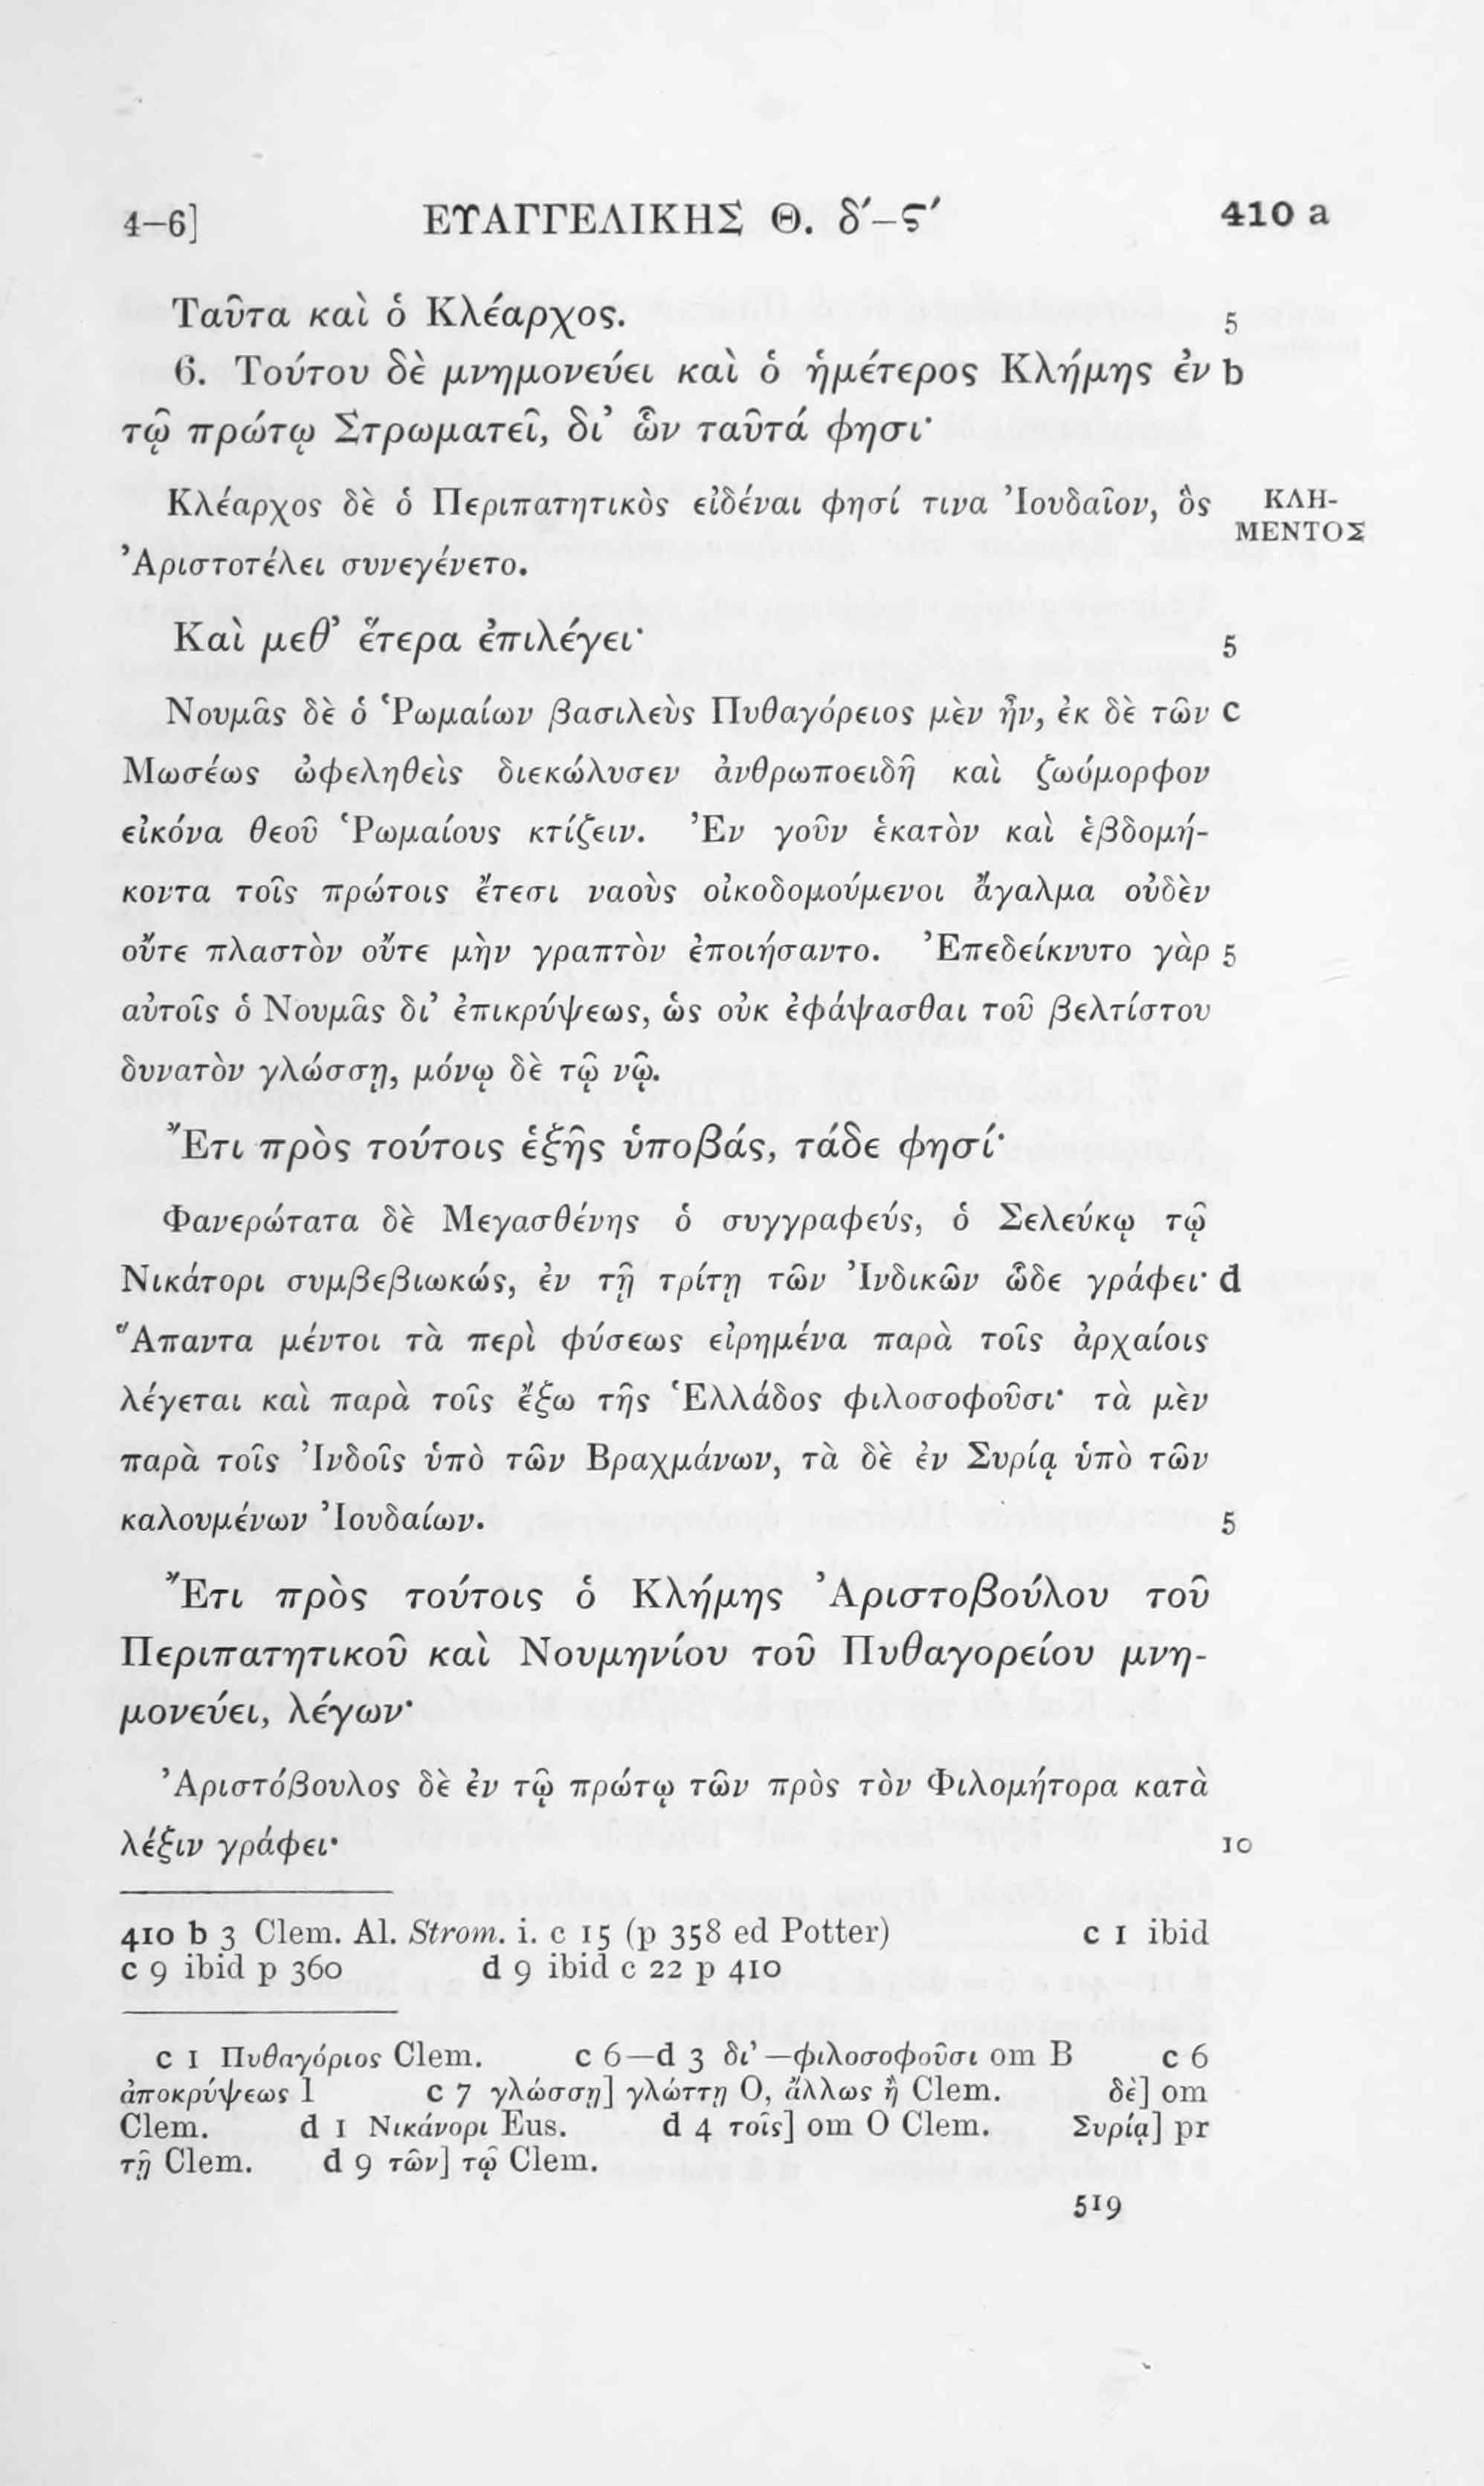 4–6] ΕΥΑΓΓΕΛΙΚΗΣ Θ. δ´–ϛ´ 410 a
Ταῦτα καὶ ὁ Κλέαρχος. 5
6. Τούτου δὲ μνημονεύει καὶ ὁ ἡμέτερος Κλήμης ἐν b
τῷ πρώτῳ Στρωματεῖ, δι’ ὧν ταῦτά φησι·
Κλέαρχος δὲ ὁ Περιπατητικὸς εἰδέναι φησί τινα Ἰουδαῖον, ὃς ΚΛΗ-
ΜΕΝΤΟΣ
Ἀριστοτέλει συνεγένετο.
Καὶ μεθ’ ἕτερα ἐπιλέγει· 5
Νουμᾶς δὲ ὁ Ῥωμαίων βασιλεὺς Πυθαγόρειος μὲν ἦν, ἐκ δὲ τῶν c
Μωσέως ὠφεληθεὶς διεκώλυσεν ἀνθρωποειδῆ καὶ ζωόμορφον
εἰκόνα θεοῦ Ῥωμαίους κτίζειν. Ἐν γοῦν ἑκατὸν καὶ ἑβδομή-
κοντα τοῖς πρώτοις ἔτεσι ναοὺς οἰκοδομούμενοι ἄγαλμα οὐδὲν
οὔτε πλαστὸν οὔτε μὴν γραπτὸν ἐποιήσαντο. Ἐπεδείκνυτο γὰρ 5
αὐτοῖς ὁ Νουμᾶς δι’ ἐπικρύψεως, ὡς οὐκ ἐφάψασθαι τοῦ βελτίστου
δυνατὸν γλώσσῃ, μόνῳ δὲ τῷ νῷ.
Ἔτι πρὸς τούτοις ἑξῆς ὑποβάς, τάδε φησί·
Φανερώτατα δὲ Μεγασθένης ὁ συγγραφεύς, ὁ Σελεύκῳ τῷ
Νικάτορι συμβεβιωκώς, ἐν τῇ τρίτῃ τῶν Ἰνδικῶν ὧδε γράφει· d
Ἅπαντα μέντοι τὰ περὶ φύσεως εἰρημένα παρὰ τοῖς ἀρχαίοις
λέγεται καὶ παρὰ τοῖς ἔξω τῆς Ἑλλάδος φιλοσοφοῦσι· τὰ μὲν
παρὰ τοῖς Ἰνδοῖς ὑπὸ τῶν Βραχμάνων, τὰ δὲ ἐν Συρίᾳ ὑπὸ τῶν
καλουμένων Ἰουδαίων. 5
Ἔτι πρὸς τούτοις ὁ Κλήμης Ἀριστοβούλου τοῦ
Περιπατητικοῦ καὶ Νουμηνίου τοῦ Πυθαγορείου μνη-
μονεύει, λέγων·
Ἀριστόβουλος δὲ ἐν τῷ πρώτῳ τῶν πρὸς τὸν Φιλομήτορα κατὰ
λέξιν γράφει· 10
410 b 3 Clem. Al. Strom. i. c 15 (p 358 ed Potter) c 1 ibid
c 9 ibid p 360 d 9 ibid c 22 p 410
c 1 Πυθαγόριος Clem. c 6—d 3 δι’—φιλοσοφοῦσι om B c 6
ἀποκρύψεως l c 7 γλώσσῃ] γλώττῃ O, ἄλλως ἢ Clem. δὲ] om
Clem. d 1 Νικάνορι Eus. d 4 τοῖς] om O Clem. Συρίᾳ] pr
τῇ Clem. d 9 τῶν] τῷ Clem.
519